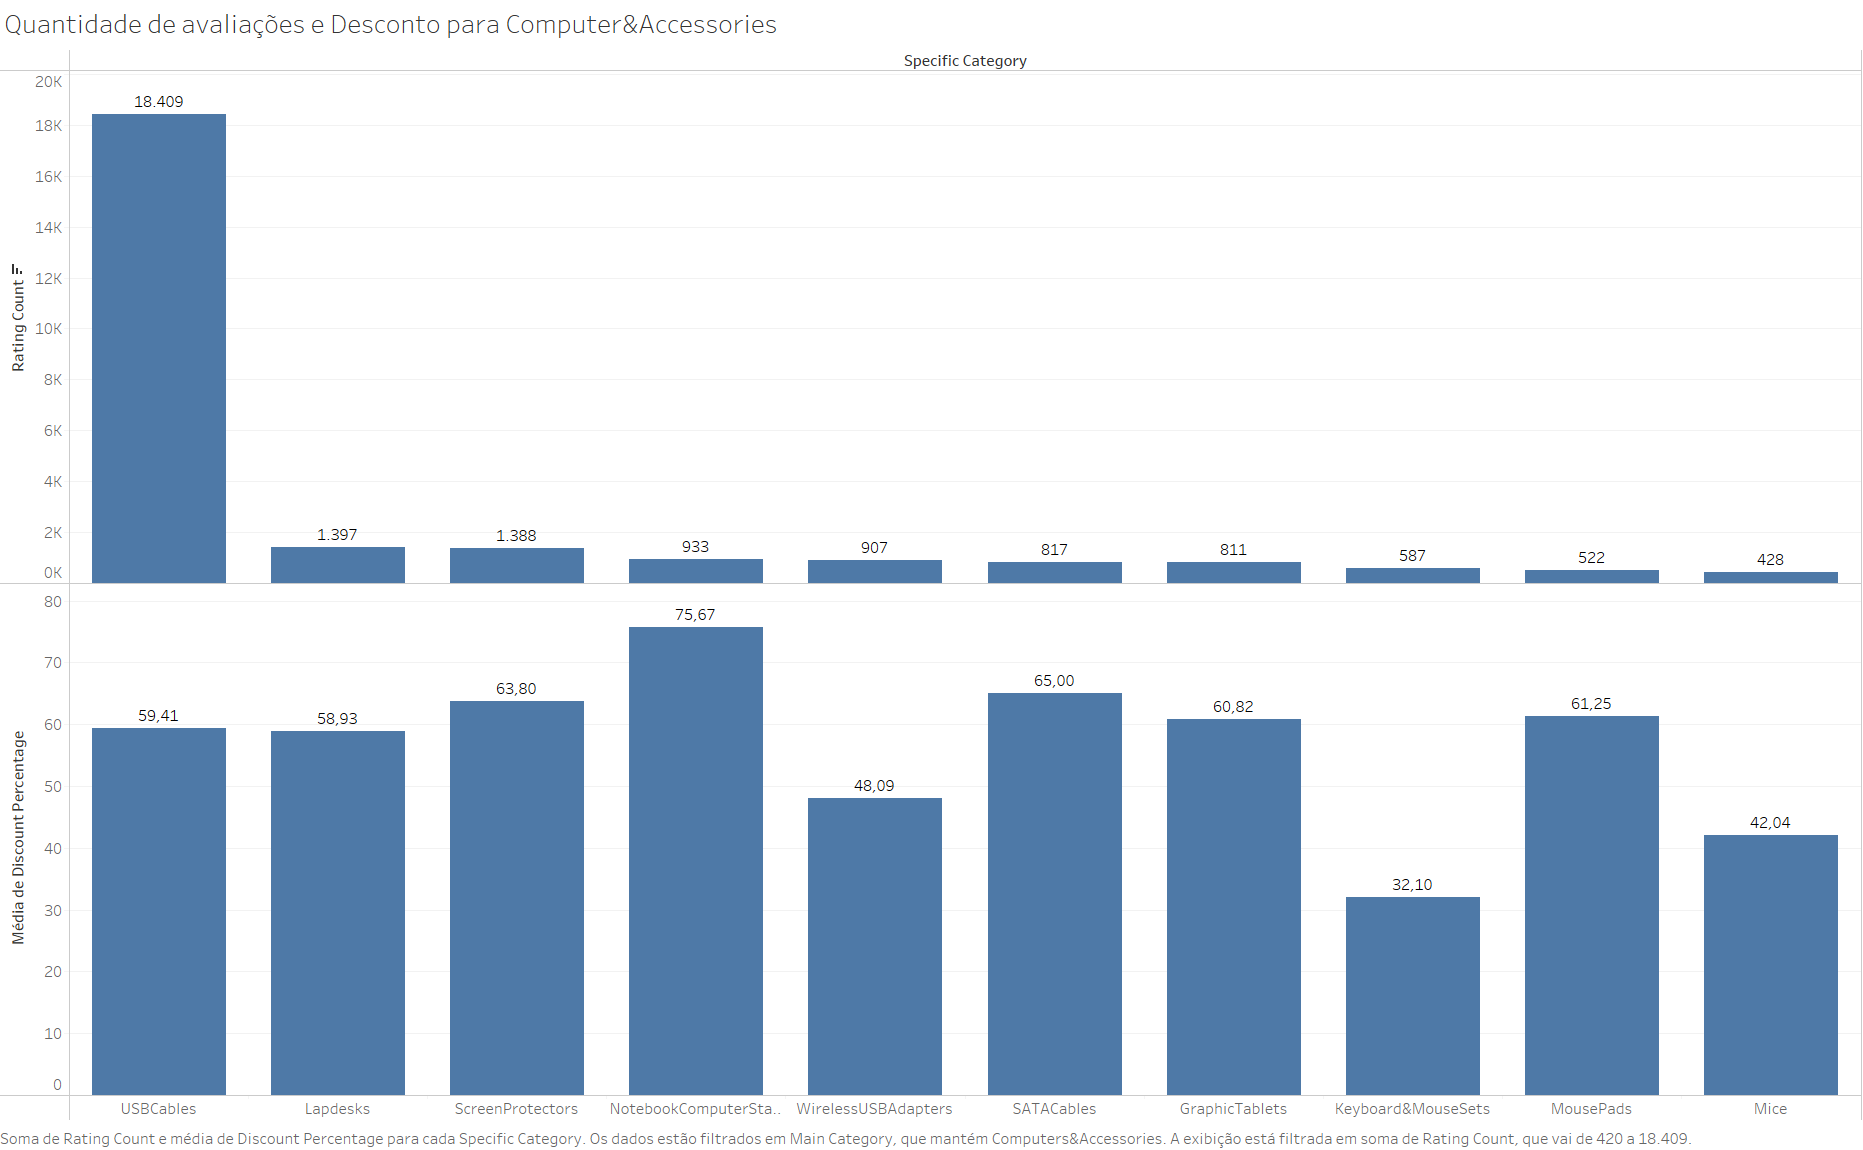 Quantidade de avaliações e Desconto para Computer&Accessories
Specific Category
Rating Count
20K
18K
16K
14K
12K
10K
8K
6K
4K
2K
0K
18.409
1.397
1.388
933
907
817
811
587
522
428
Média de Discount Percentage
80
70
60
50
40
30
20
10
0
59,41
58,93
63,80
75,67
48,09
65,00
60,82
32,10
61,25
42,04
USBCables
Lapdesks
ScreenProtectors
NotebookComputerSta..
WirelessUSBAdapters
SATACables
GraphicTablets
Keyboard&MouseSets
MousePads
Mice
Soma de Rating Count e média de Discount Percentage para cada Specific Category. Os dados estão filtrados em Main Category, que mantém Computers&Accessories. A exibição está filtrada em soma de Rating Count, que vai de 420 a 18.409.